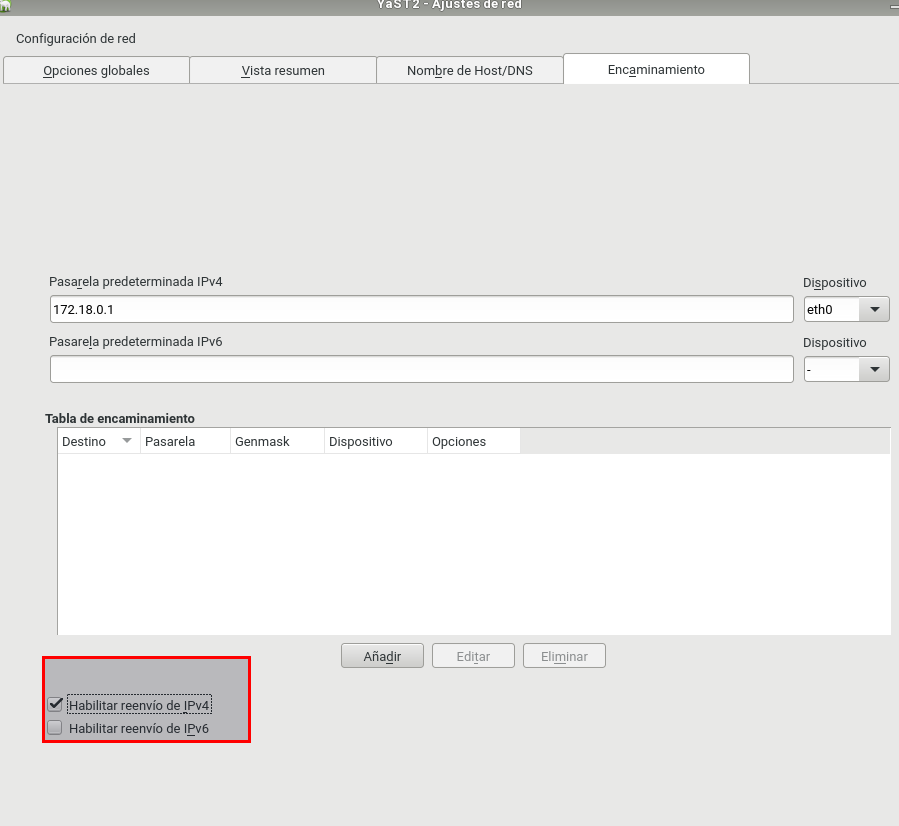 YaST2 - Ajustes de red
Configuración de red
Opciones globales
Vista resumen
Nombre de Host/DNS
Encaminamiento
Pasarela predeterminada IPv4
Dispositivo
172.18.0.1
eth0
Pasarela predeterminada IPv6
Dispositivo
-
Tabla de encaminamiento
Destino
Pasarela
Genmask
Dispositivo
Opciones
Añadir
Editar
Eliminar
Habilitar reenvío de IPv4
Habilitar reenvío de IPv6